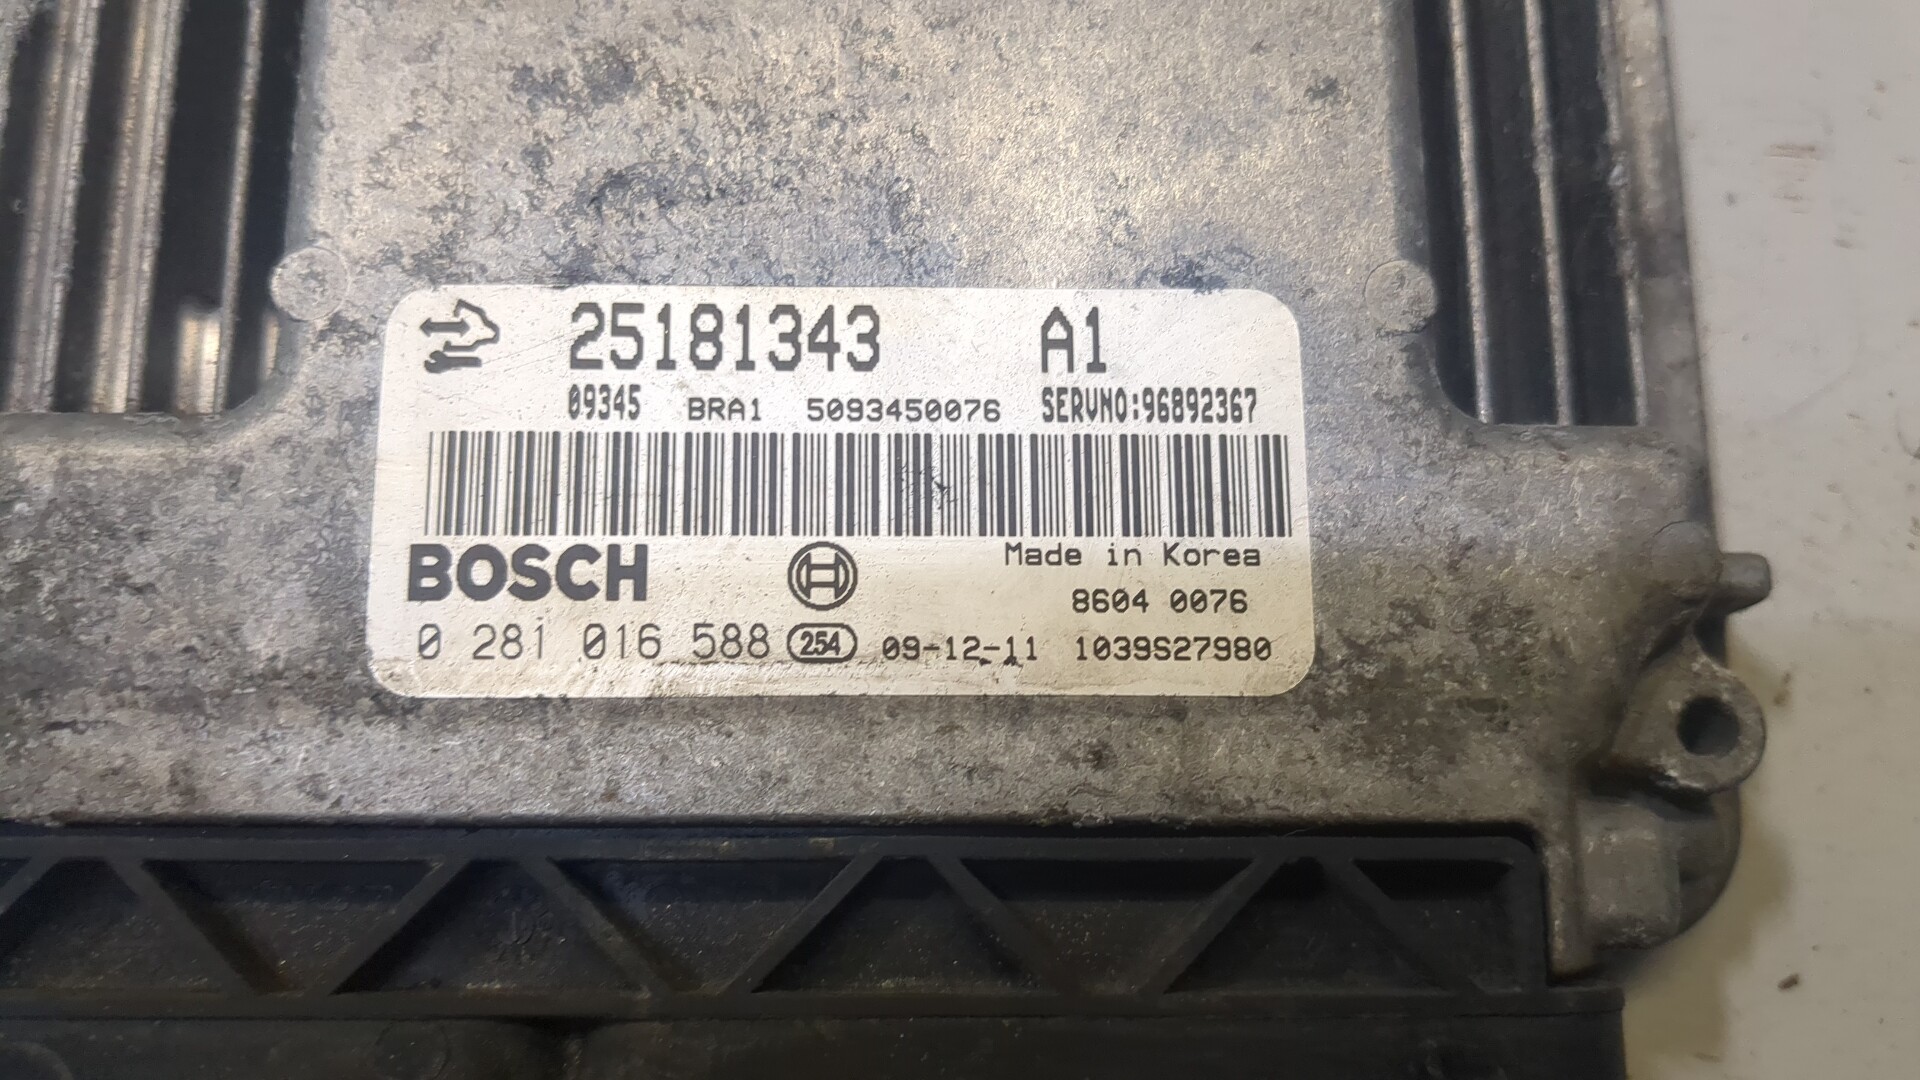 25181343 A1
09345 BRA1 5093450076 SERVNO:96892367
BOSCH Made in Korea
8604 0076
0 281 016 588 254 09-12-11 1039S27980